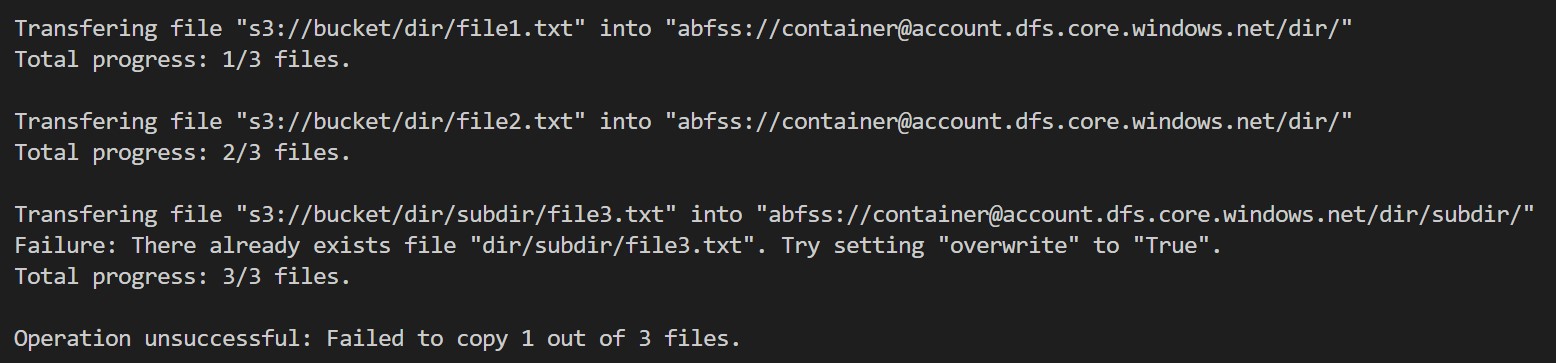 Transfering file "s3://bucket/dir/file1.txt" into "abfss://container@account.dfs.core.windows.net/dir/"
Total progress: 1/3 files.
Transfering file "s3://bucket/dir/file2.txt" into "abfss://container@account.dfs.core.windows.net/dir/"
Total progress: 2/3 files.
Transfering file "s3://bucket/dir/subdir/file3.txt" into "abfss://container@account.dfs.core.windows.net/dir/subdir/"
Failure: There already exists file "dir/subdir/file3.txt". Try setting "overwrite" to "True".
Total progress: 3/3 files.
Operation unsuccessful: Failed to copy 1 out of 3 files.